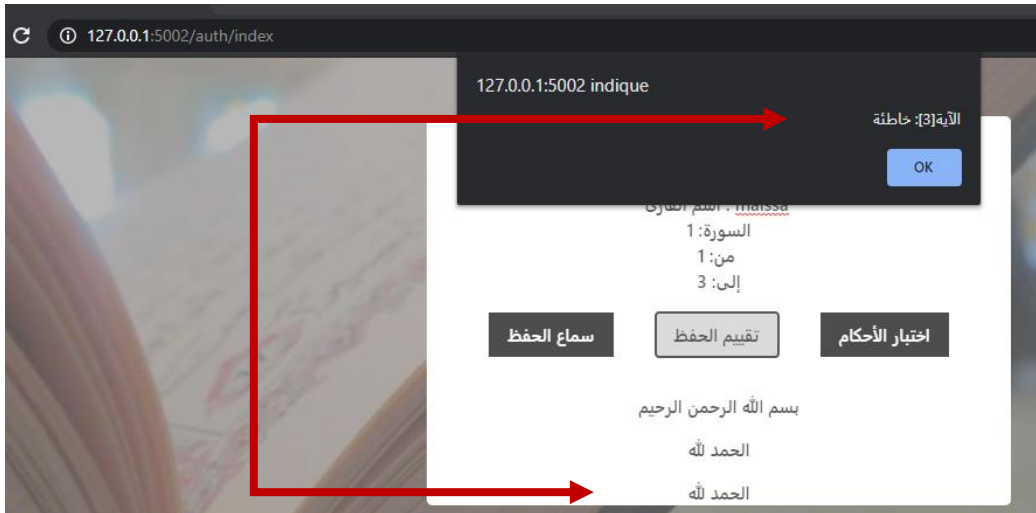 127.0.0.1:5002/auth/index
127.0.0.1:5002 indique
الآية[3]: خاطئة
OK
maissa : اسم القارئ
السورة: 1
من: 1
إلى: 3
اختبار الأحكام
تقييم الحفظ
سماع الحفظ
بسم الله الرحمن الرحيم
الحمد لله
الحمد لله